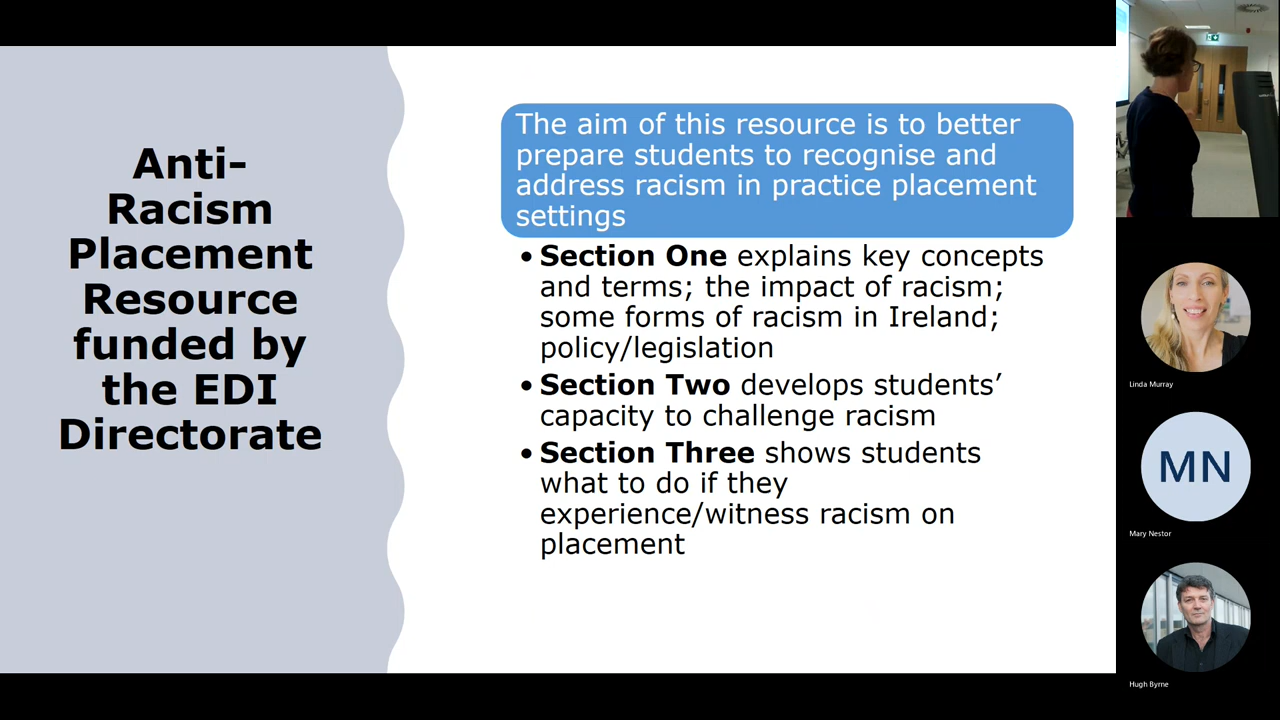 Anti-
Racism
Placement
Resource
funded by
the EDI
Directorate
The aim of this resource is to better
prepare students to recognise and
address racism in practice placement
settings
• Section One explains key concepts
and terms; the impact of racism;
some forms of racism in Ireland;
policy/legislation
• Section Two develops students’
capacity to challenge racism
• Section Three shows students
what to do if they
experience/witness racism on
placement
Linda Murray
MN
Mary Nestor
Hugh Byrne